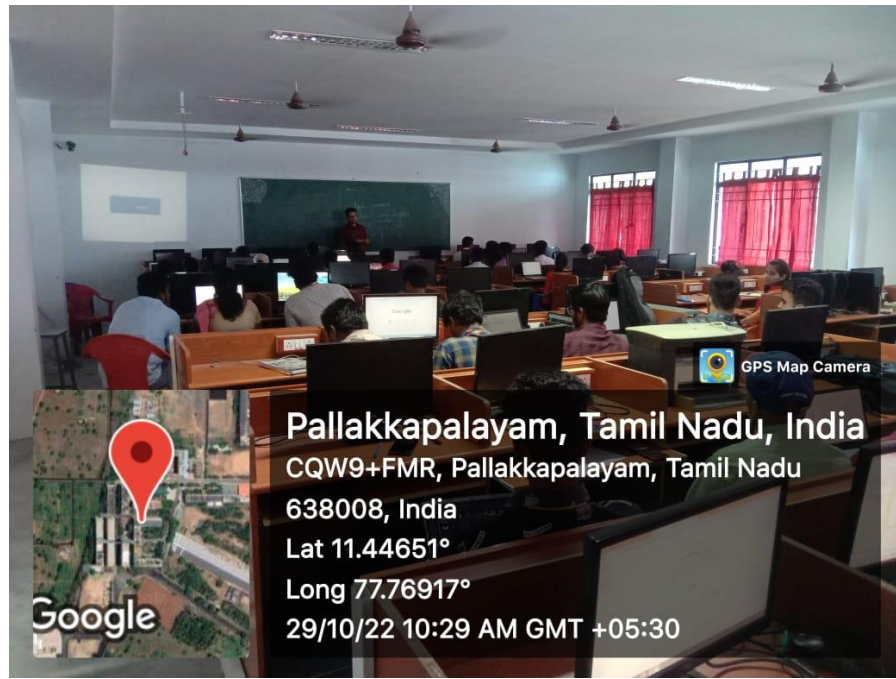 Google
GPS Map Camera
Pallakkapalayam, Tamil Nadu, India
CQW9+FMR, Pallakkapalayam, Tamil Nadu
638008, India
Lat 11.44651°
Long 77.76917°
29/10/22 10:29 AM GMT +05:30
Google